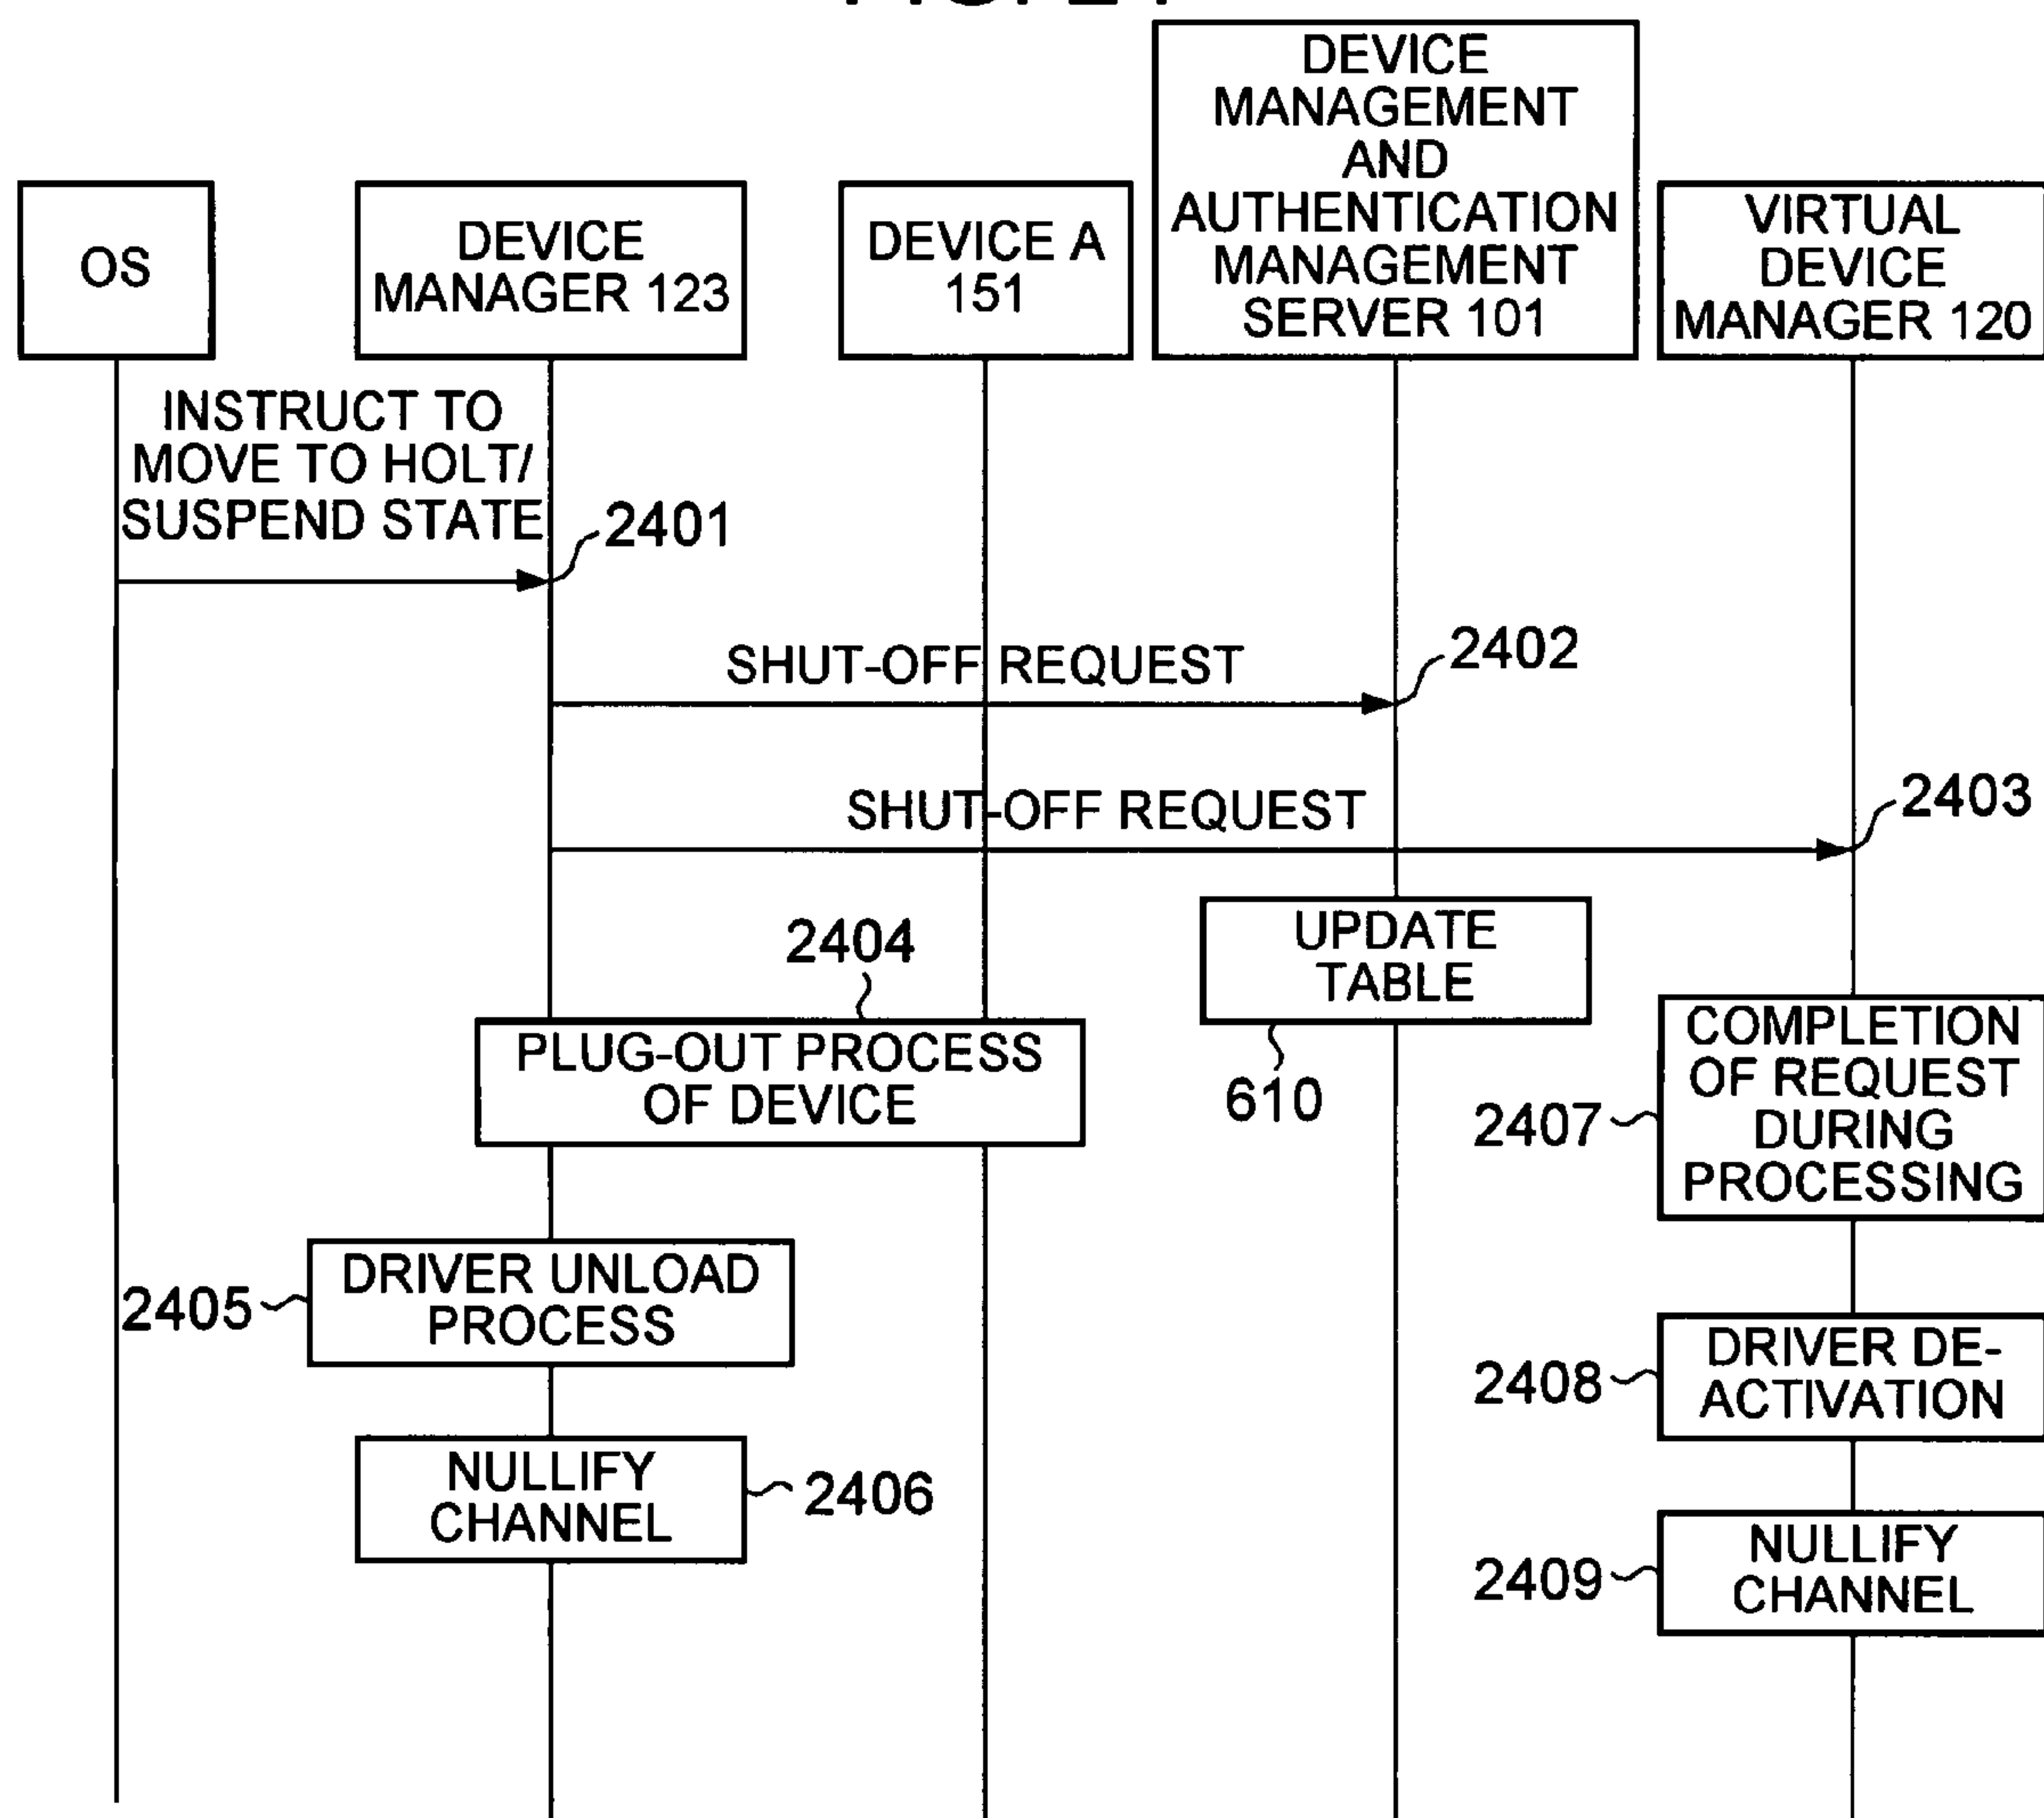 OS
DEVICE
MANAGER 123
DEVICE A
151
DEVICE
MANAGEMENT
AND
AUTHENTICATION
MANAGEMENT
SERVER 101
VIRTUAL
DEVICE
MANAGER 120
INSTRUCT TO
MOVE TO HOLT/
SUSPEND STATE
2401
SHUT-OFF REQUEST
2402
SHUT-OFF REQUEST
2403
UPDATE
TABLE
610
2404
PLUG-OUT PROCESS
OF DEVICE
COMPLETION
OF REQUEST
DURING
PROCESSING
2407
DRIVER UNLOAD
PROCESS
2405
DRIVER DE-
ACTIVATION
2408
NULLIFY
CHANNEL
2406
NULLIFY
CHANNEL
2409